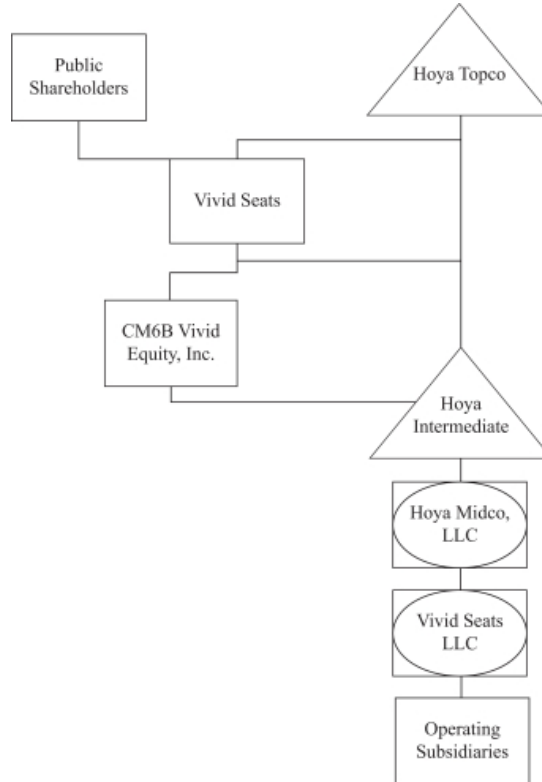 Public
Shareholders
Hoya Topco
Vivid Seats
CM6B Vivid
Equity, Inc.
Hoya
Intermediate
Hoya Midco,
LLC
Vivid Seats
LLC
Operating
Subsidiaries